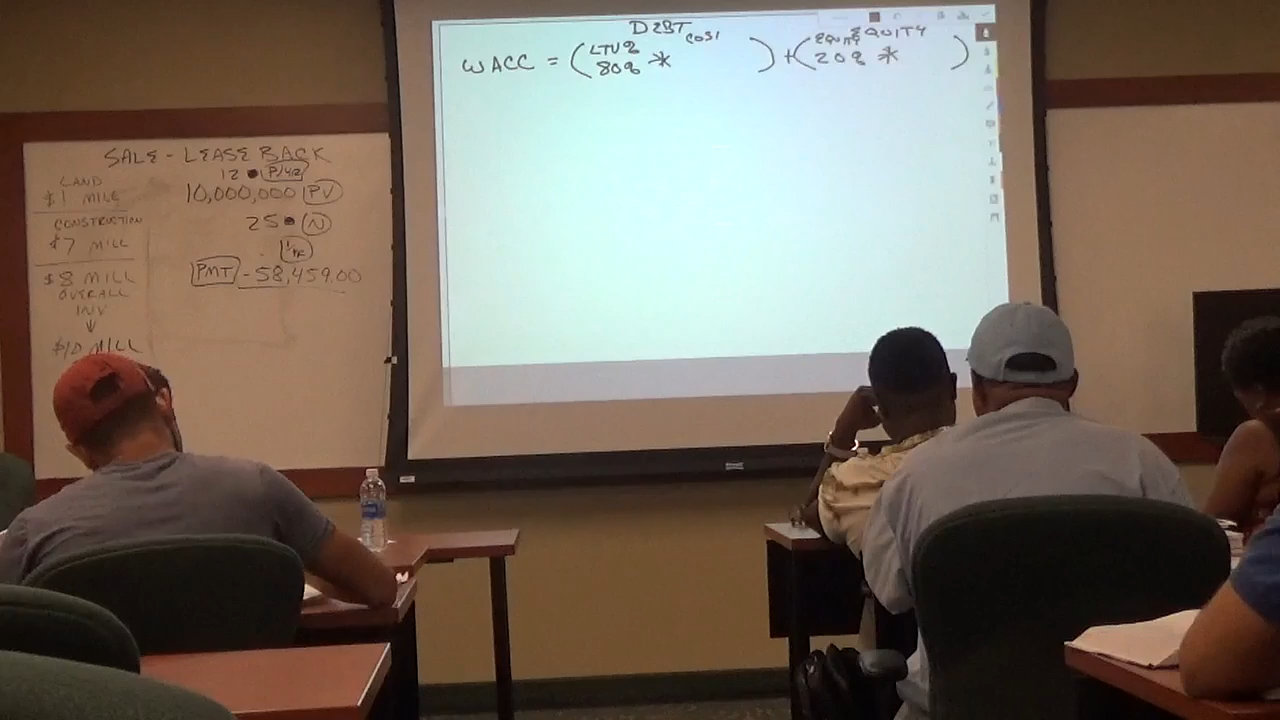 SALE - LEASE BACK
12 P/YR
10,000,000 PV
25 N
PMT -58,459.00
LAND
$1 MILL
CONSTRUCTION
$7 MILL
$8 MILL
OVERALL
INV
$10 MILL
DEBT
LTV% COST
EQUITY EQUITY
WACC = (80% * ) + (20% * )